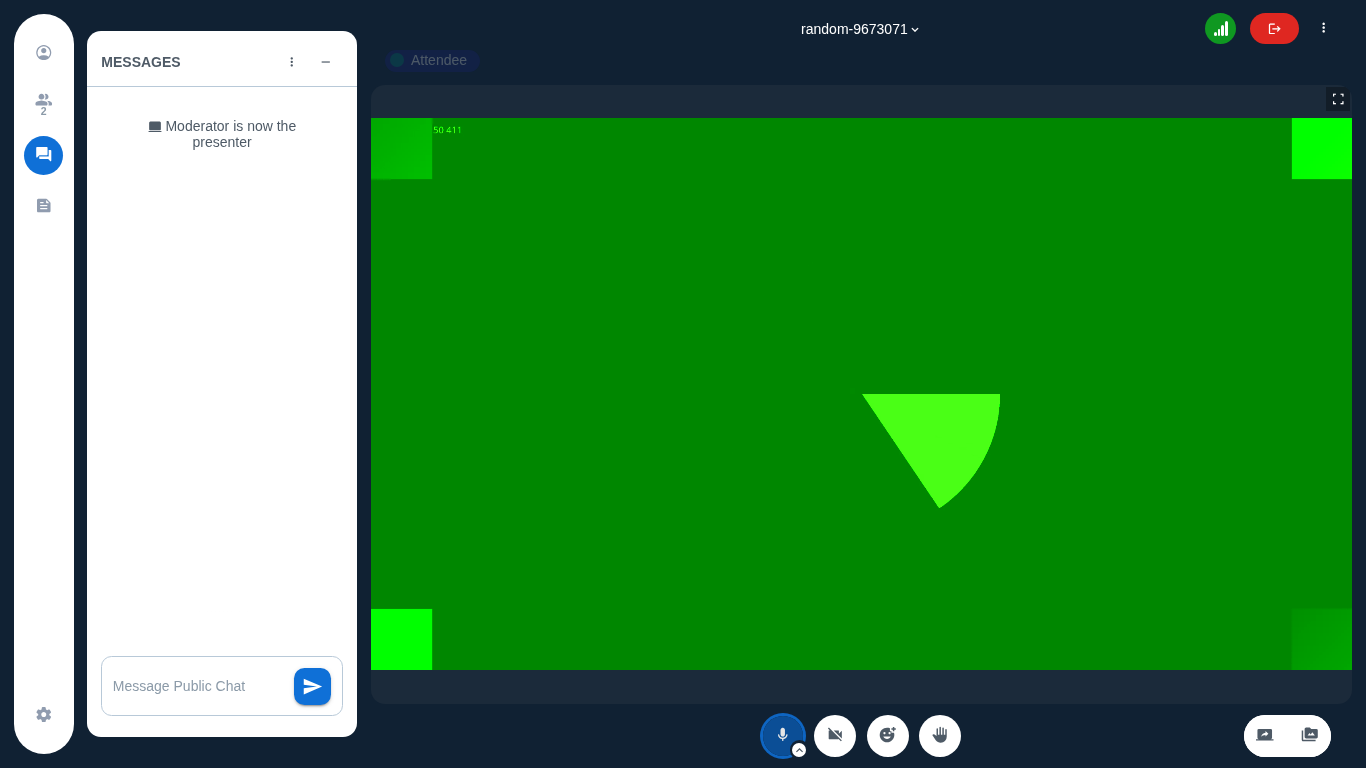 random-9673071
Attendee
MESSAGES
2
Moderator is now the
presenter
50 411
Message Public Chat